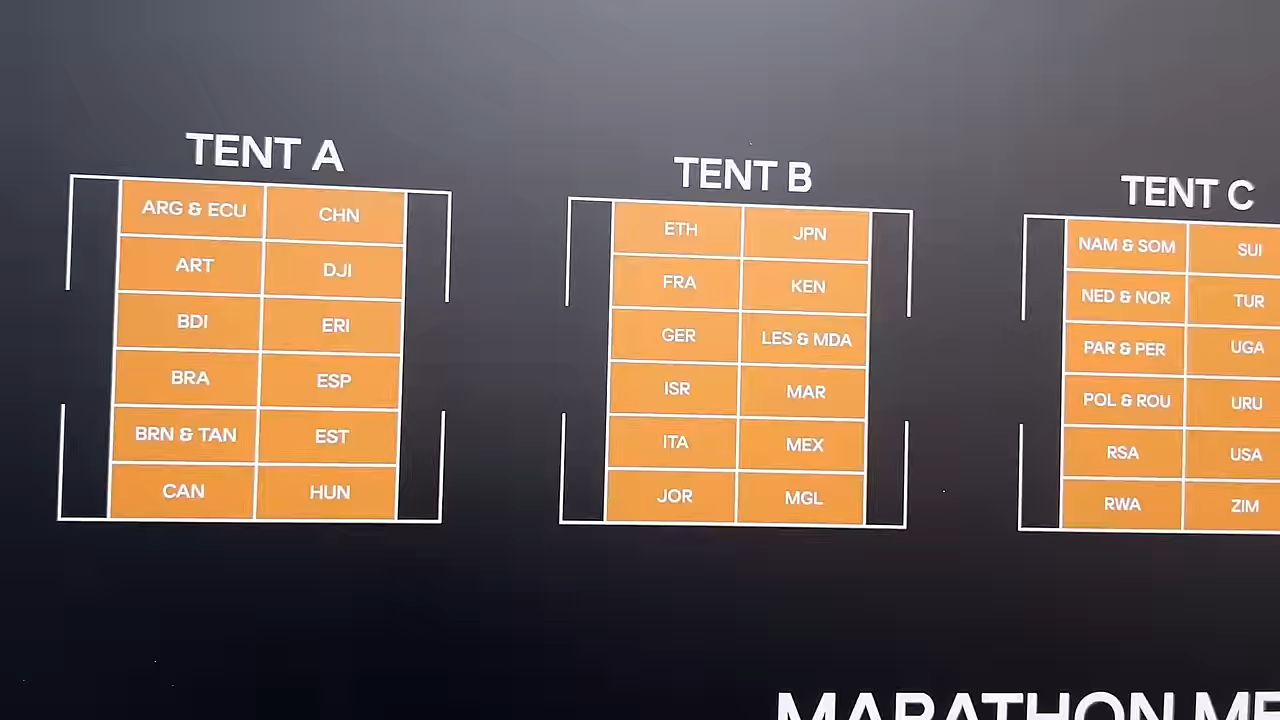 TENT A
ARG & ECU CHN
ART DJI
BDI ERI
BRA ESP
BRN & TAN EST
CAN HUN
TENT B
ETH JPN
FRA KEN
GER LES & MDA
ISR MAR
ITA MEX
JOR MGL
TENT C
NAM & SOM SUI
NED & NOR TUR
PAR & PER UGA
POL & ROU URU
RSA USA
RWA ZIM
MARATHON